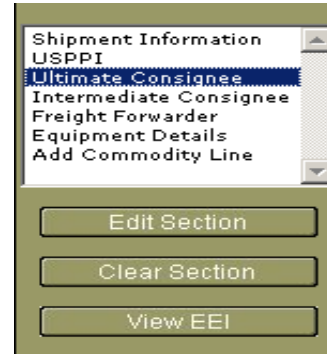 Shipment Information
USPPI
Ultimate Consignee
Intermediate Consignee
Freight Forwarder
Equipment Details
Add Commodity Line
Edit Section
Clear Section
View EEI